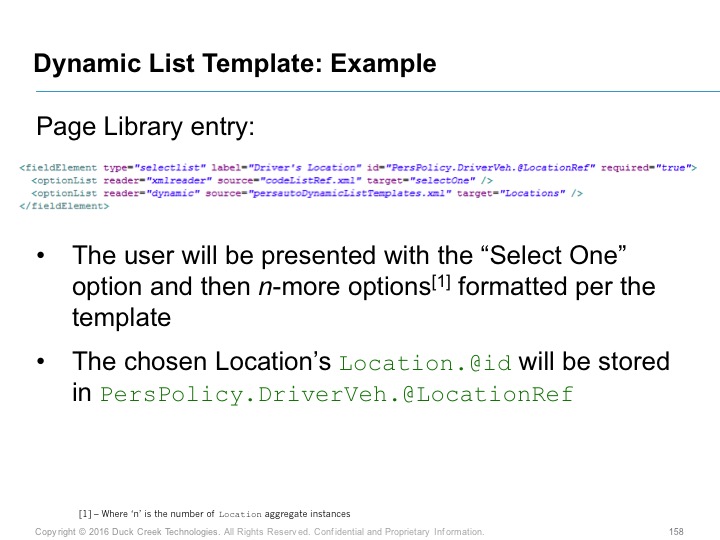 Dynamic List Template: Example
Page Library entry:
<fieldElement type="selectlist" label="Driver's Location" id="PersPolicy.DriverVeh.@LocationRef" required="true">
<optionList reader="xmlreader" source="codeListRef.xml" target="selectOne" />
<optionList reader="dynamic" source="persautoDynamicListTemplates.xml" target="Locations" />
</fieldElement>
• The user will be presented with the “Select One”
option and then n-more options[1] formatted per the
template
• The chosen Location’s Location.@id will be stored
in PersPolicy.DriverVeh.@LocationRef
[1] – Where ‘n’ is the number of Location aggregate instances
Copyright © 2016 Duck Creek Technologies. All Rights Reserved. Confidential and Proprietary Information. 158